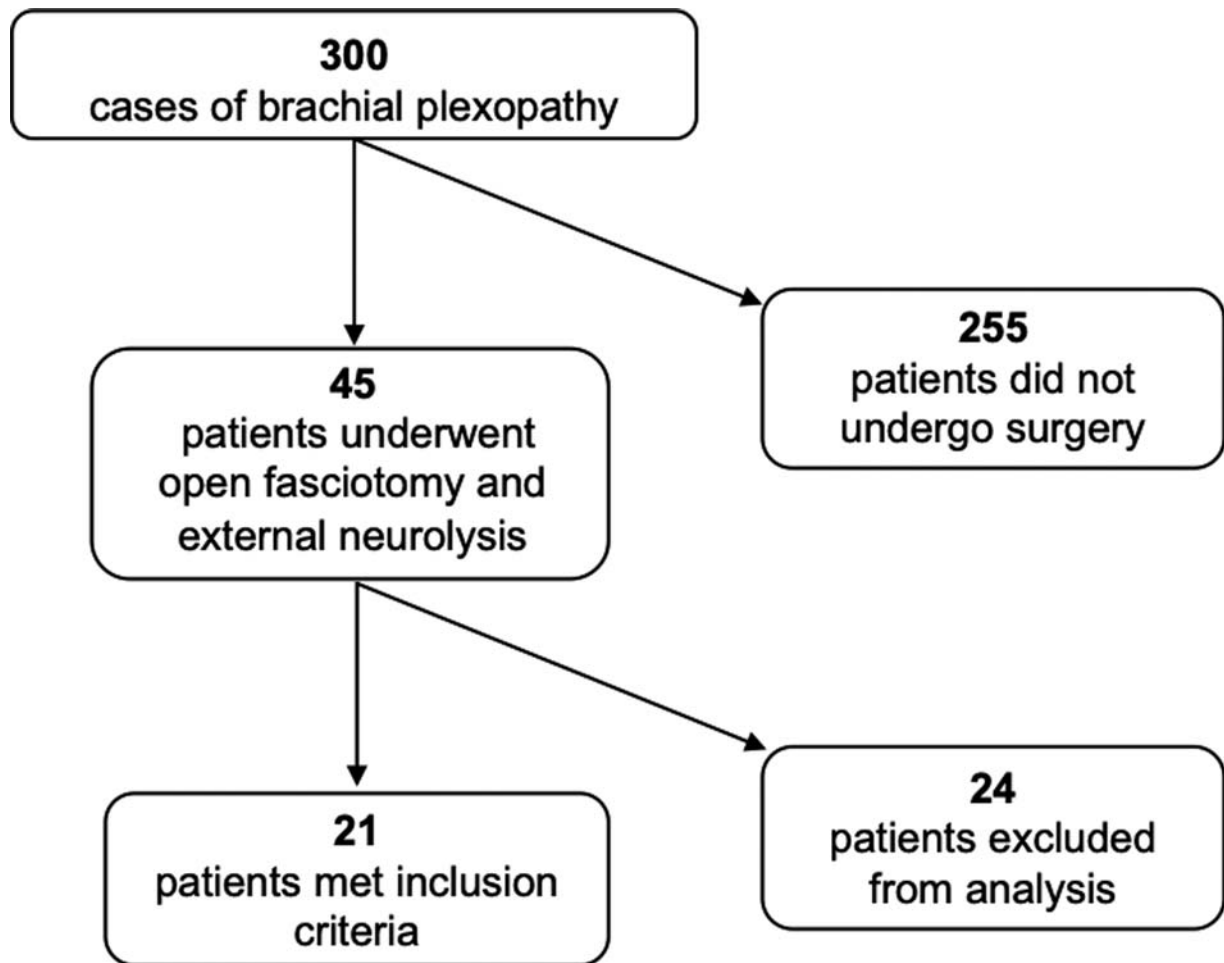 300
cases of brachial plexopathy
45
patients underwent
open fasciotomy and
external neurolysis
255
patients did not
undergo surgery
21
patients met inclusion
criteria
24
patients excluded
from analysis